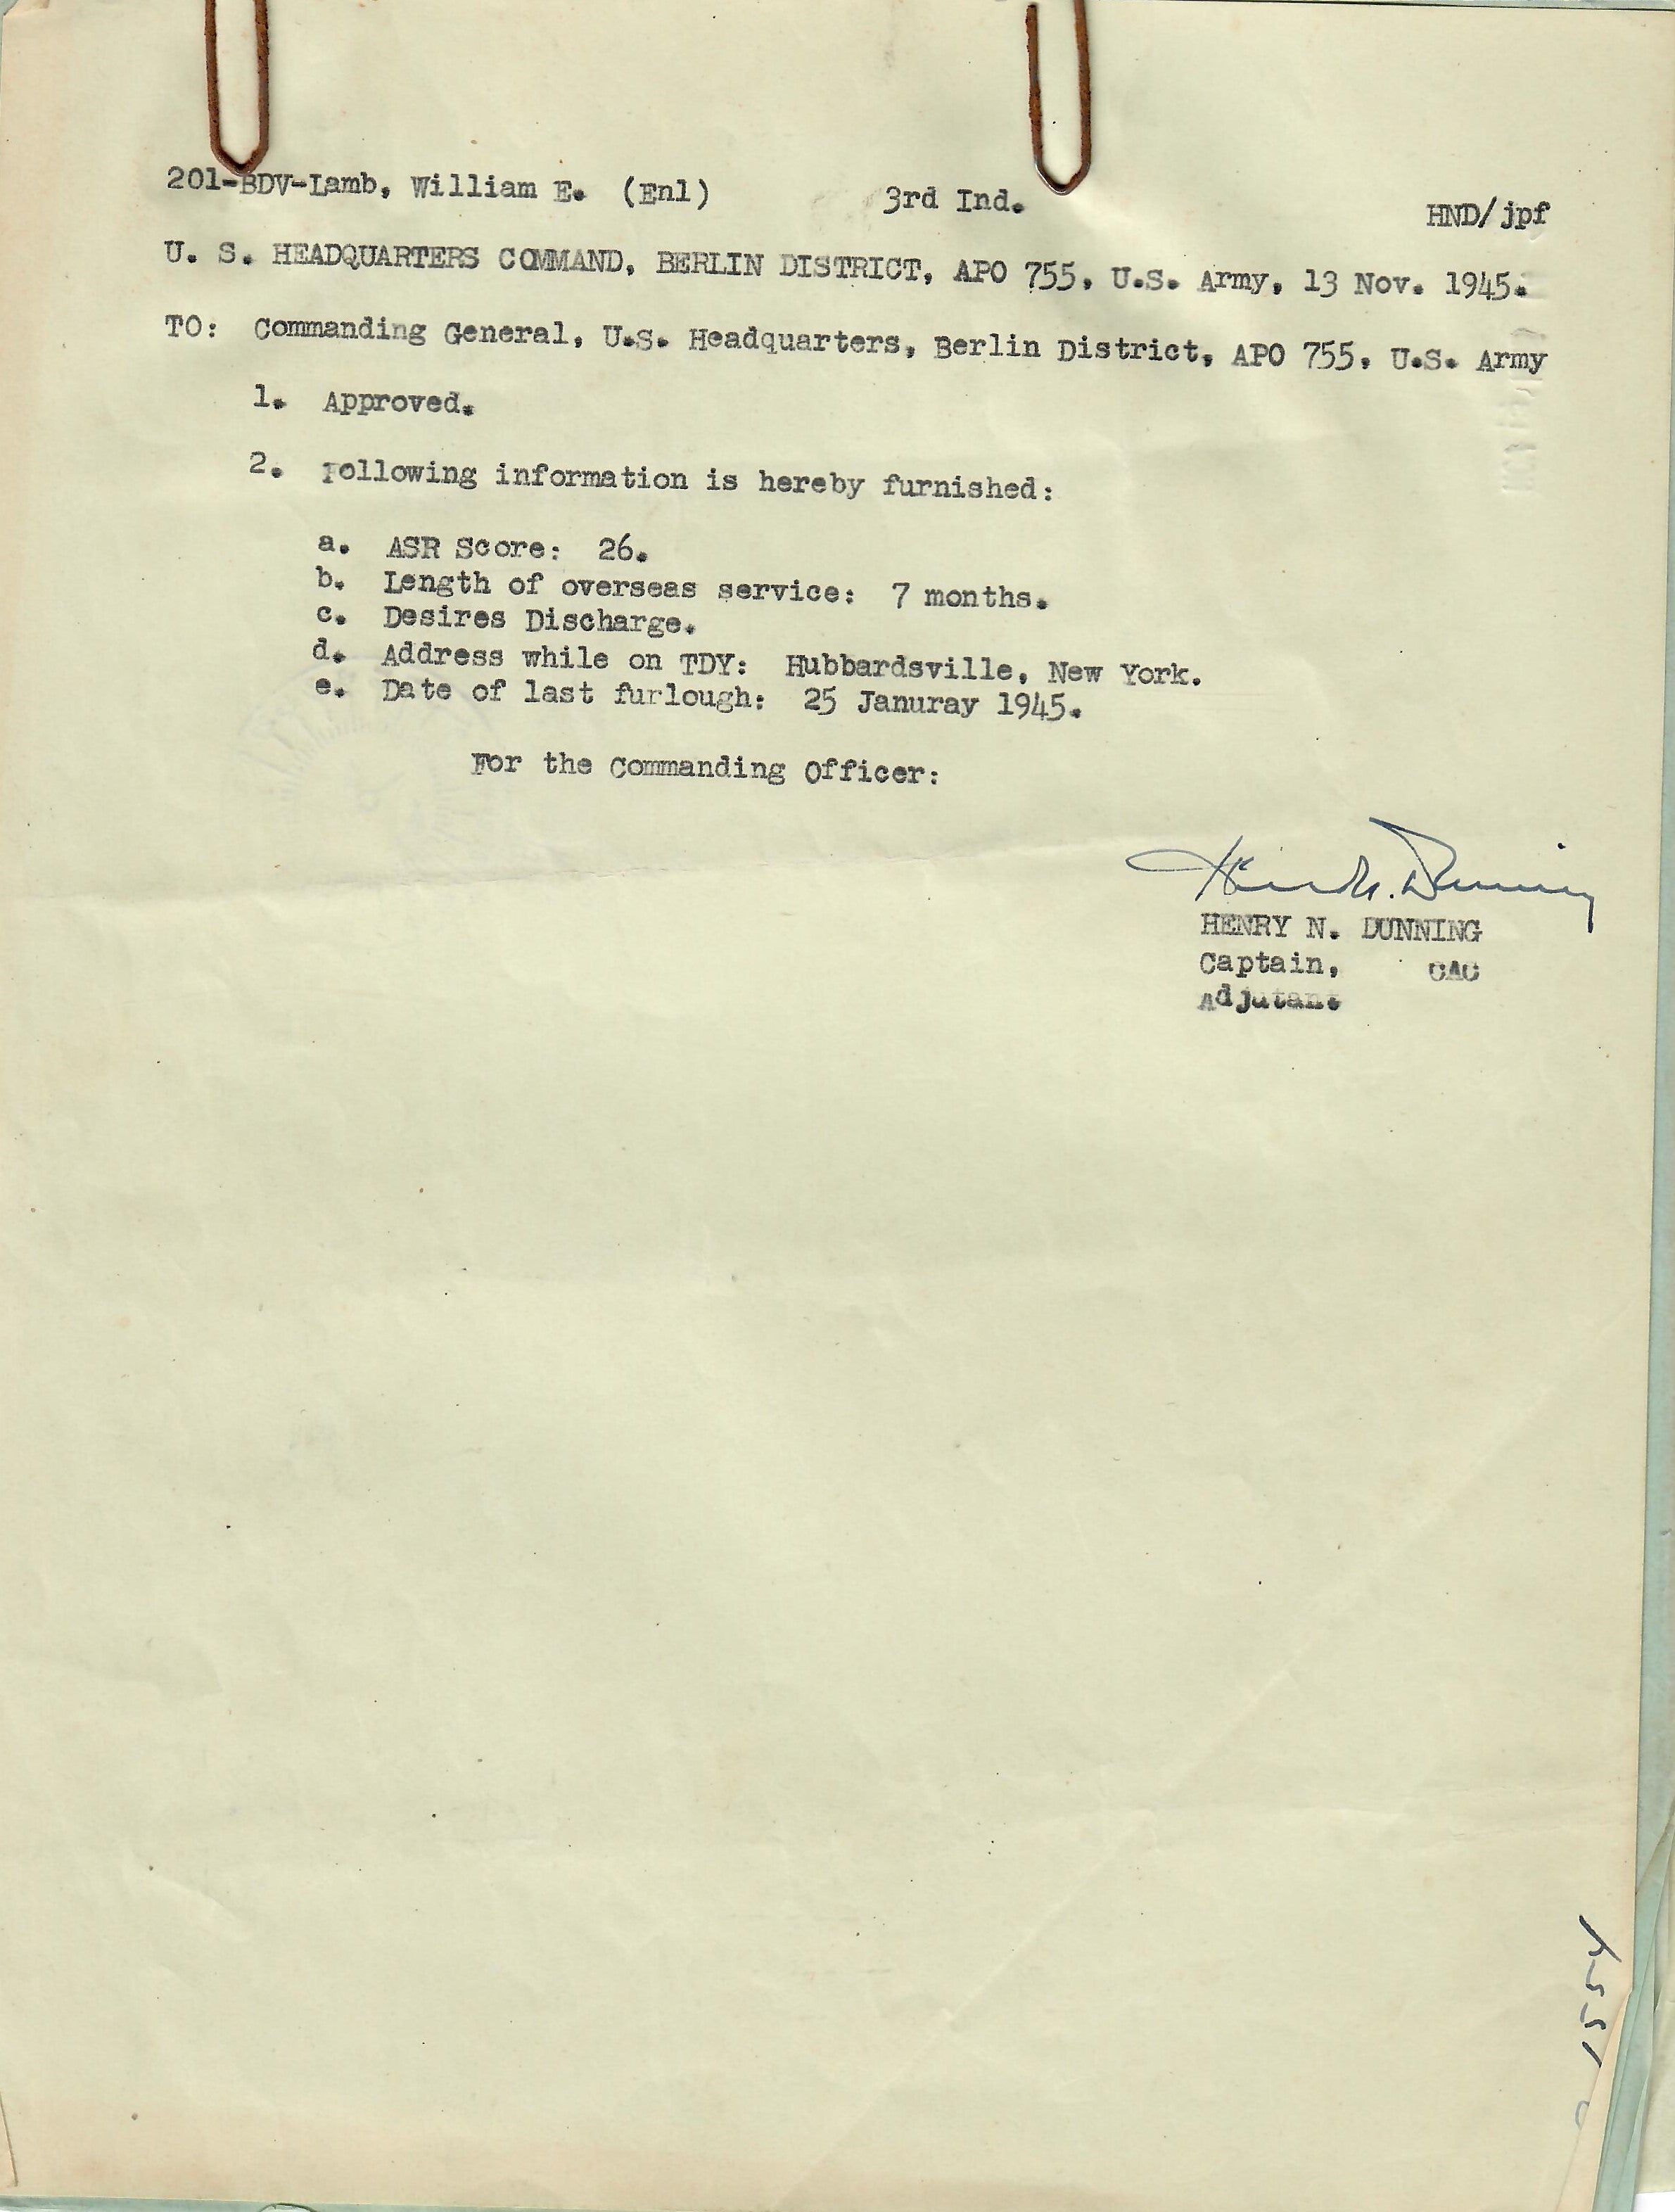 201-BDV-Lamb, William E. (Enl) 3rd Ind. HND/jpf
U. S. HEADQUARTERS COMMAND, BERLIN DISTRICT, APO 755, U.S. Army, 13 Nov. 1945.
TO: Commanding General, U.S. Headquarters, Berlin District, APO 755, U.S. Army
1. Approved.
2. Following information is hereby furnished:
a. ASR Score: 26.
b. Length of overseas service: 7 months.
c. Desires Discharge.
d. Address while on TDY: Hubbardsville, New York.
e. Date of last furlough: 25 Januray 1945.
For the Commanding Officer:
Henry N. Dunning
HENRY N. DUNNING
Captain, CAC
Adjutant
1554